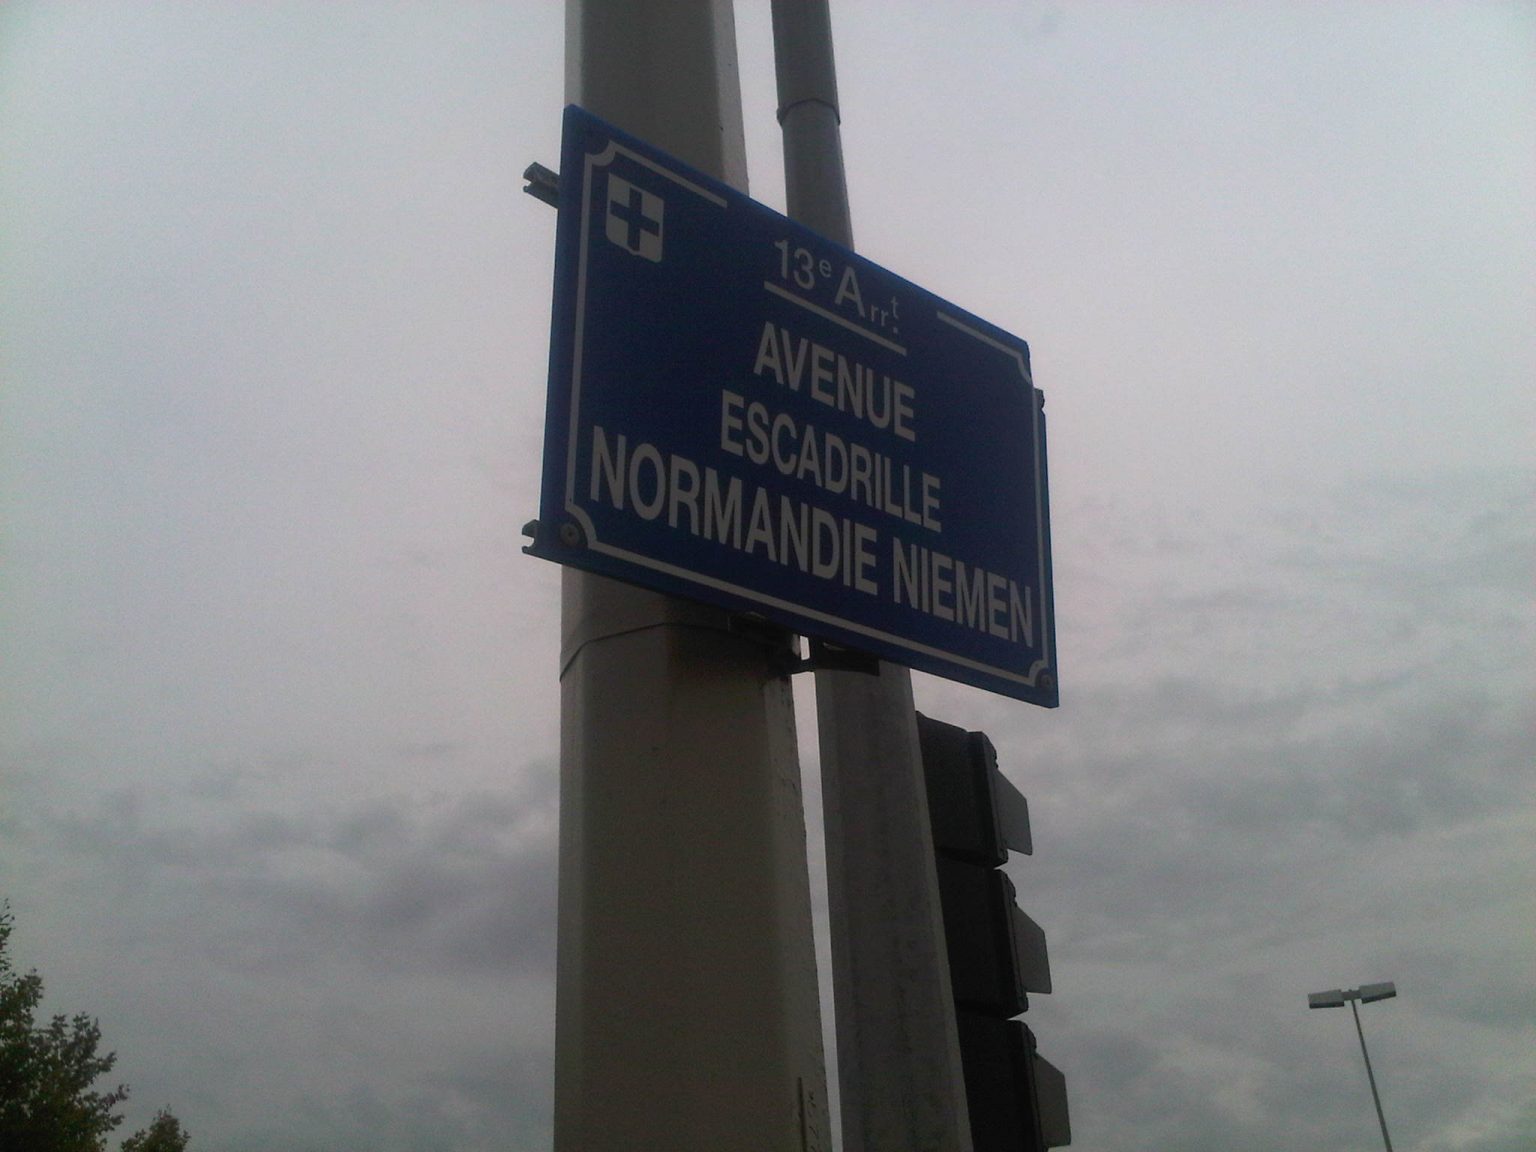 13e Arrt.
AVENUE
ESCADRILLE
NORMANDIE NIEMEN